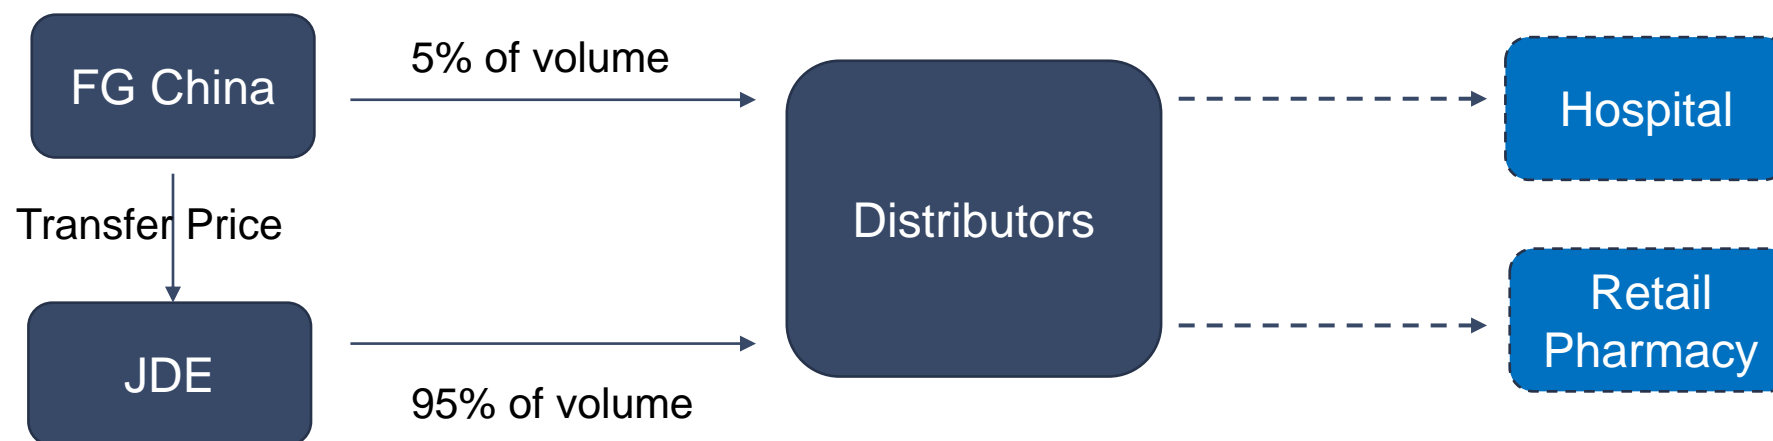 FG China
5% of volume
Transfer Price
JDE
95% of volume
Distributors
Hospital
Retail
Pharmacy